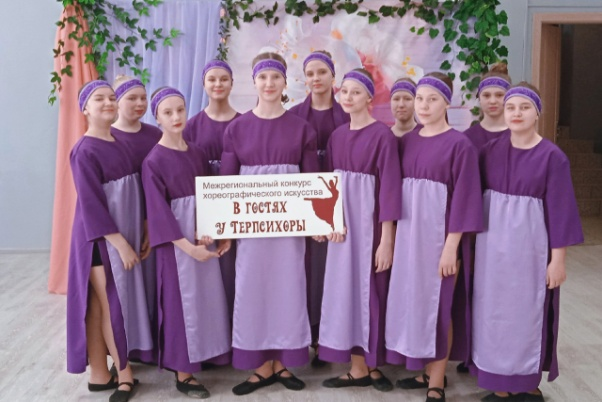 Межрегиональный конкурс
хореографического искусства
В ГОСТЯХ
У ТЕРПСИХОРЫ